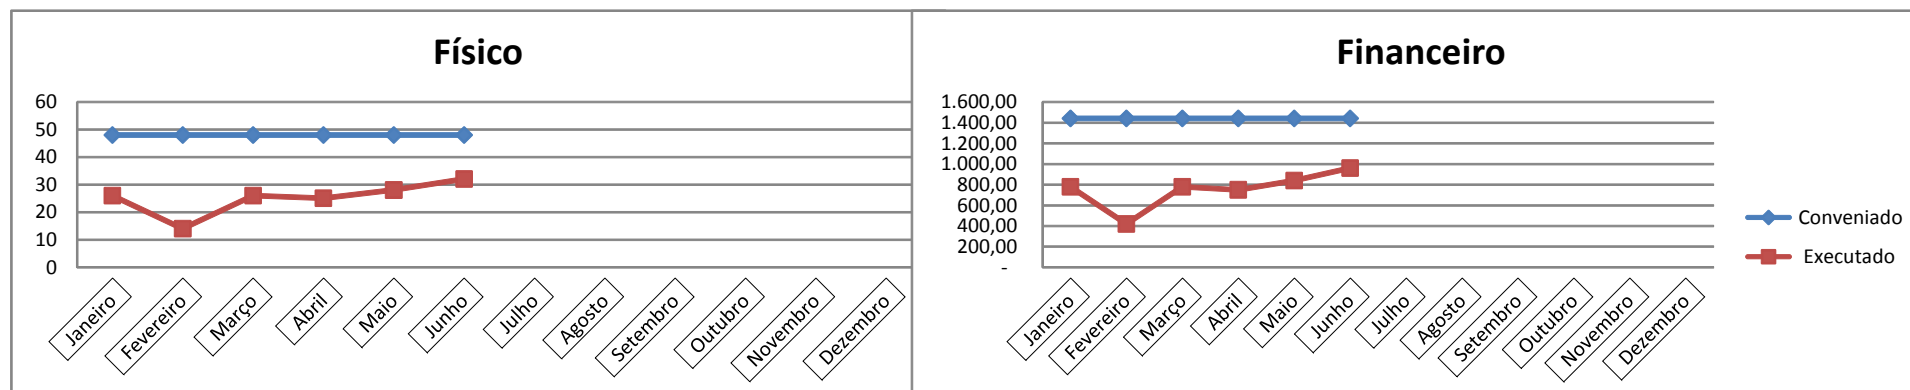 Físico
60
50
40
30
20
10
0
Janeiro
Fevereiro
Março
Abril
Maio
Junho
Julho
Agosto
Setembro
Outubro
Novembro
Dezembro
Financeiro
1.600,00
1.400,00
1.200,00
1.000,00
800,00
600,00
400,00
200,00
-
Janeiro
Fevereiro
Março
Abril
Maio
Junho
Julho
Agosto
Setembro
Outubro
Novembro
Dezembro
Conveniado
Executado